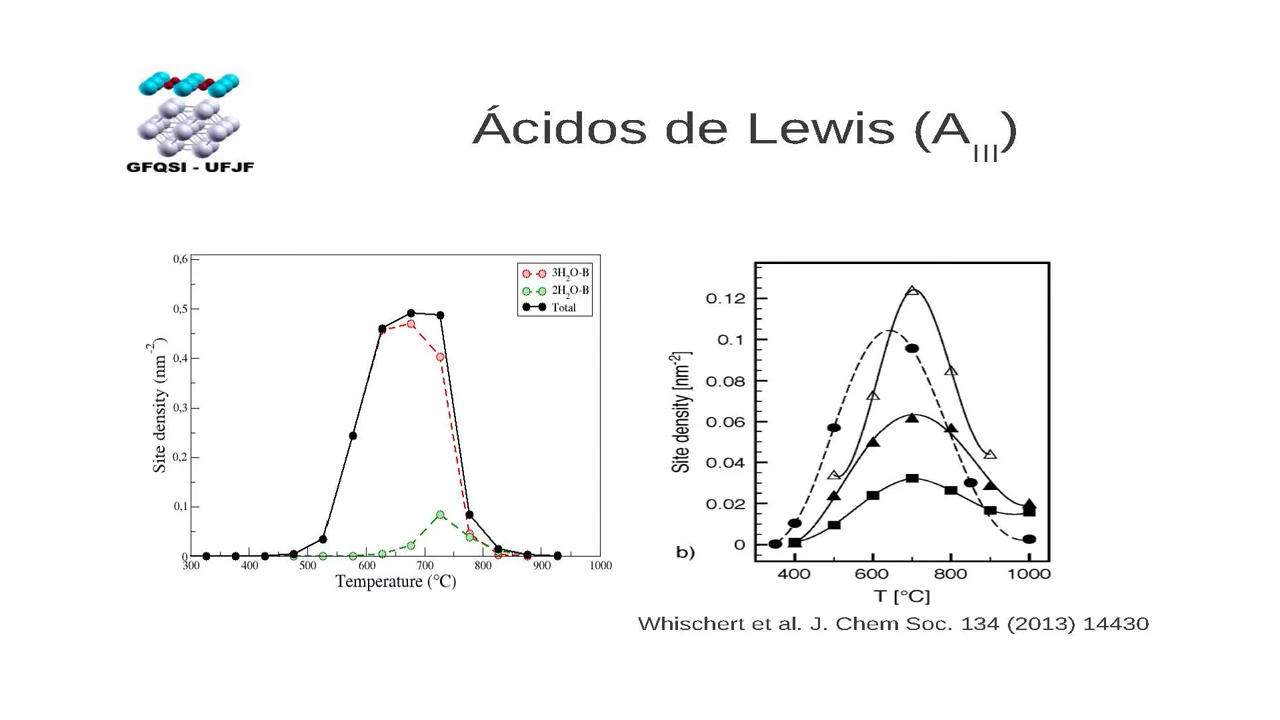 Ácidos de Lewis (A_III)
GFQSI - UFJF
0,6
0,5
0,4
0,3
0,2
0,1
0
Site density (nm⁻²)
3H₂O-B
2H₂O-B
Total
300 400 500 600 700 800 900 1000
Temperature (°C)
0.12
0.1
0.08
0.06
0.04
0.02
0
Site density [nm⁻²]
b)
400 600 800 1000
T [°C]
Whischert et al. J. Chem Soc. 134 (2013) 14430